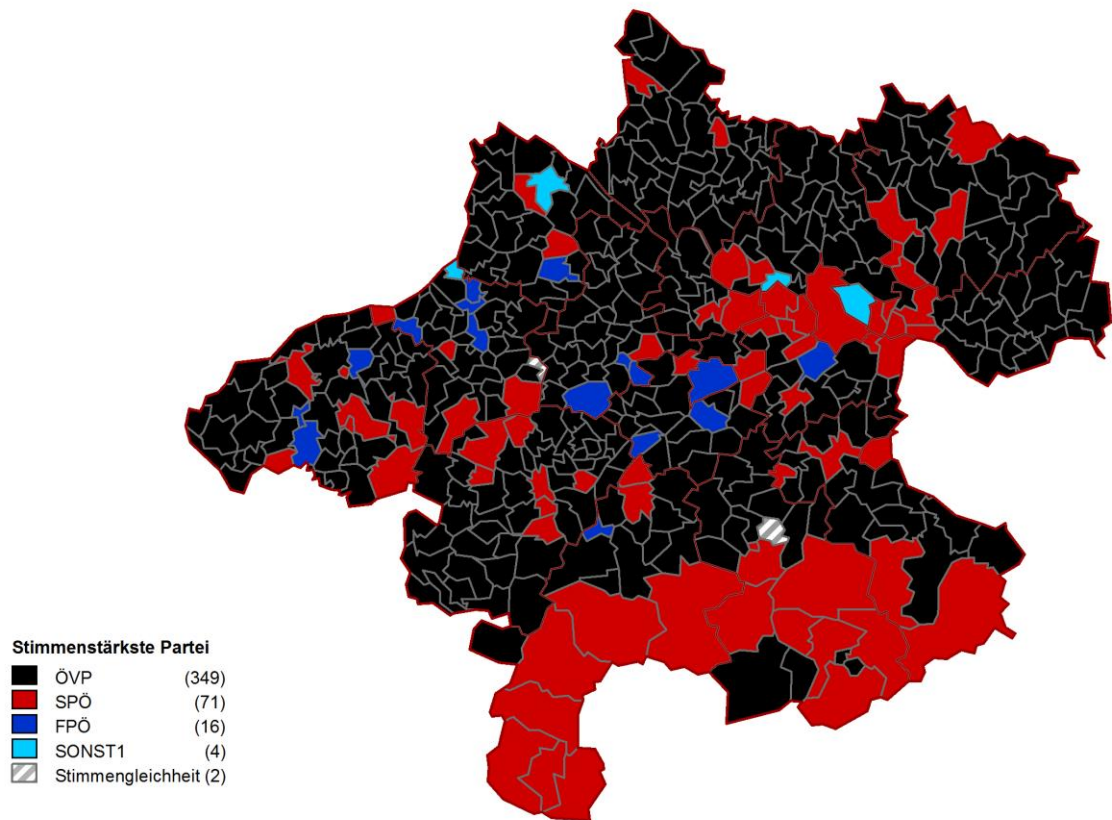 Stimmenstärkste Partei
ÖVP (349)
SPÖ (71)
FPÖ (16)
SONST1 (4)
Stimmengleichheit (2)